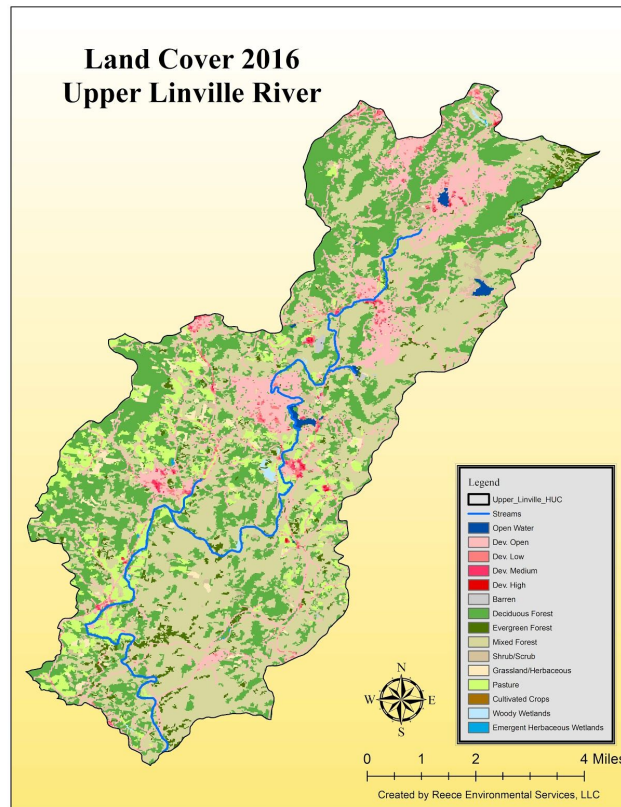 Land Cover 2016
Upper Linville River
Legend
Upper_Linville_HUC
Streams
Open Water
Dev. Open
Dev. Low
Dev. Medium
Dev. High
Barren
Deciduous Forest
Evergreen Forest
Mixed Forest
Shrub/Scrub
Grassland/Herbaceous
Pasture
Cultivated Crops
Woody Wetlands
Emergent Herbaceous Wetlands
N
W E
S
0 1 2 4 Miles
Created by Reece Environmental Services, LLC